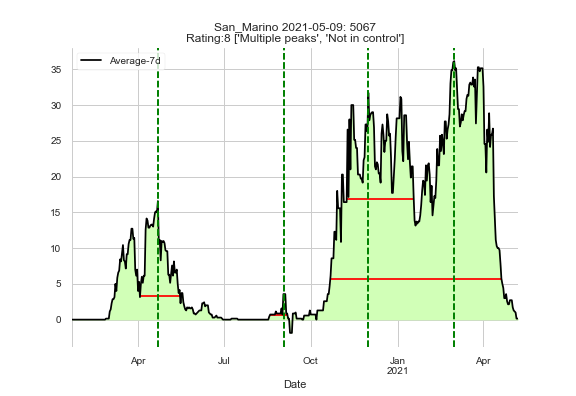 San_Marino 2021-05-09: 5067
Rating:8 ['Multiple peaks', 'Not in control']
Average-7d
35
30
25
20
15
10
5
0
Apr
Jul
Oct
Jan
2021
Apr
Date